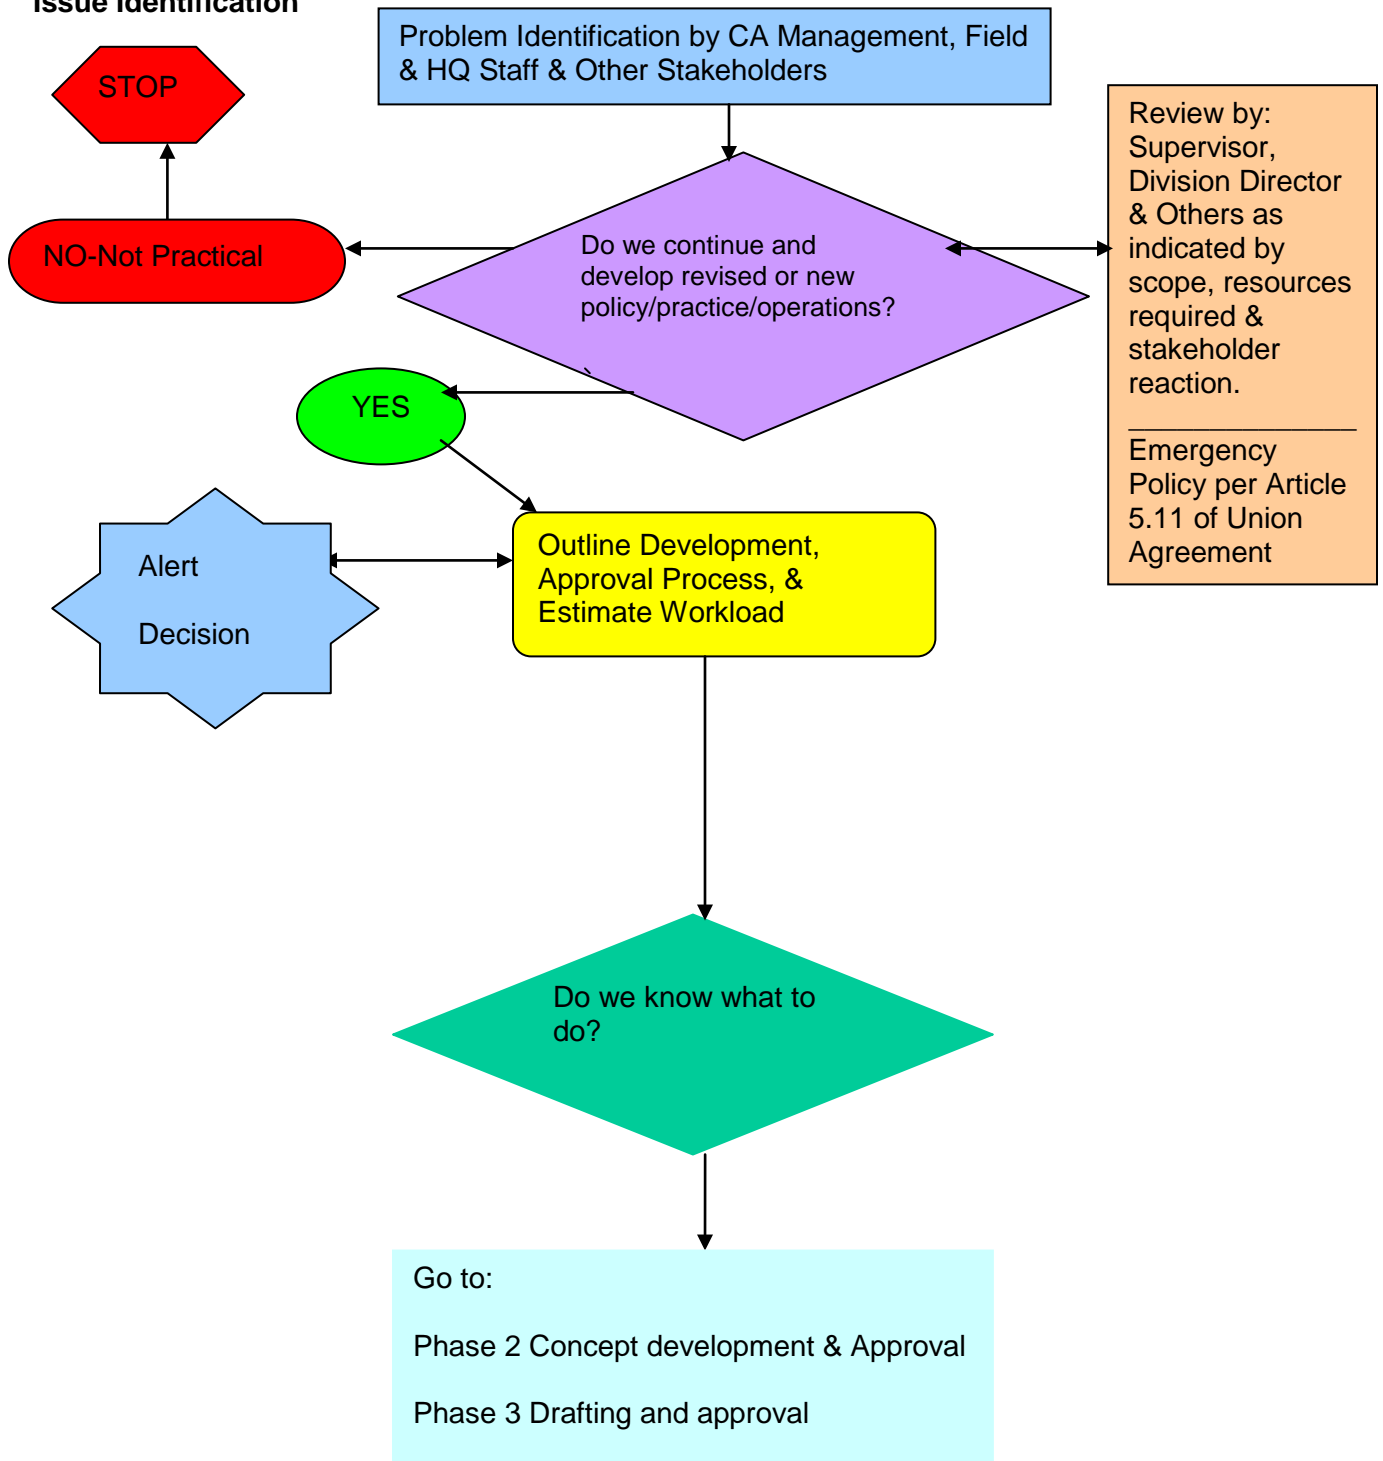 Issue Identification
Problem Identification by CA Management, Field
& HQ Staff & Other Stakeholders
STOP
Review by:
Supervisor,
Division Director
& Others as
indicated by
scope, resources
required &
stakeholder
reaction.
______________
Emergency
Policy per Article
5.11 of Union
Agreement
NO-Not Practical
Do we continue and
develop revised or new
policy/practice/operations?
`
YES
Alert
Decision
Outline Development,
Approval Process, &
Estimate Workload
Do we know what to
do?
Go to:
Phase 2 Concept development & Approval
Phase 3 Drafting and approval